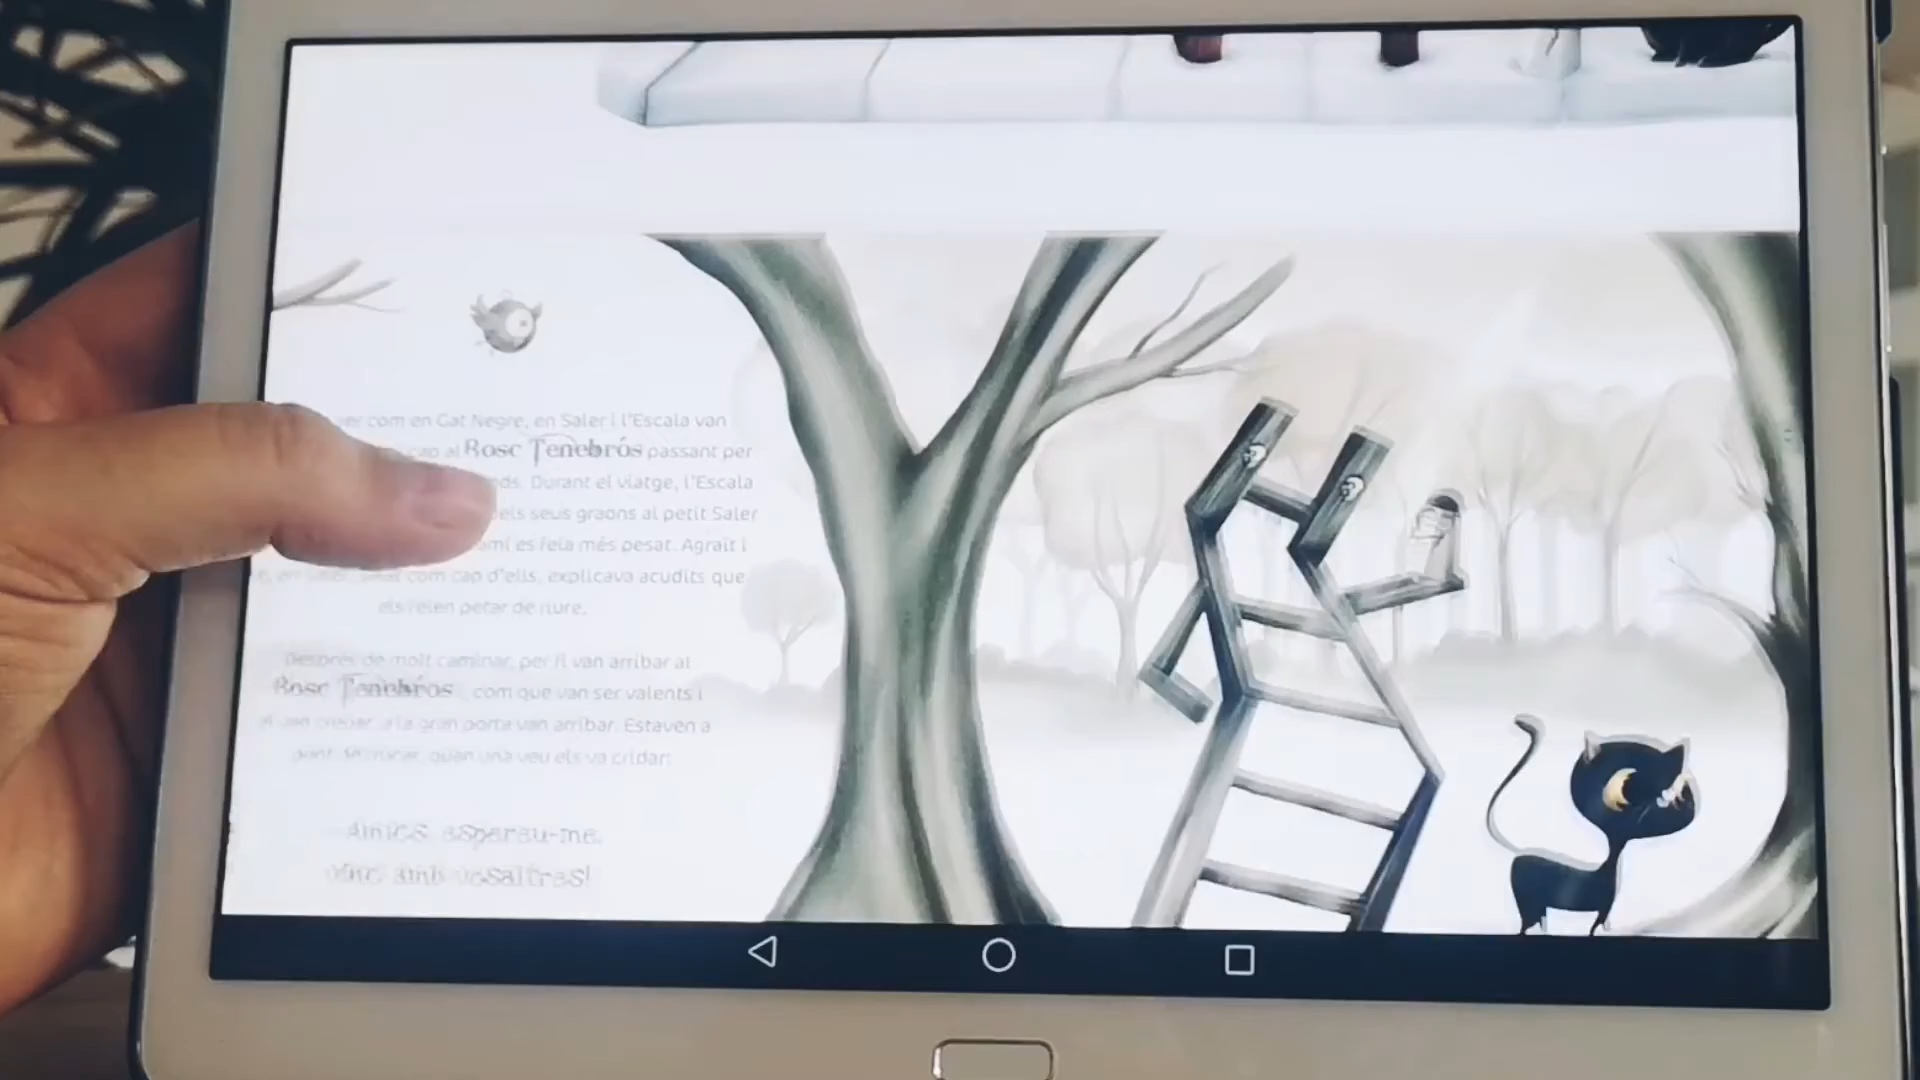 com en Gat Negre, en Saler i l'Escala van
cap al Bosc Tenebrós passant per
Durant el viatge, l'Escala
pels seus graons al petit Saler
es feia més pesat. Agraït i
com cap d'ells, explicava acudits que
els feien petar de riure.
Després de molt caminar, per fi van arribar al
Bosc Tenebrós com que van ser valents i
a la gran porta van arribar. Estaven a
quan una veu els va cridar:
Amics, esperau-me,
vinc amb vosaltres!